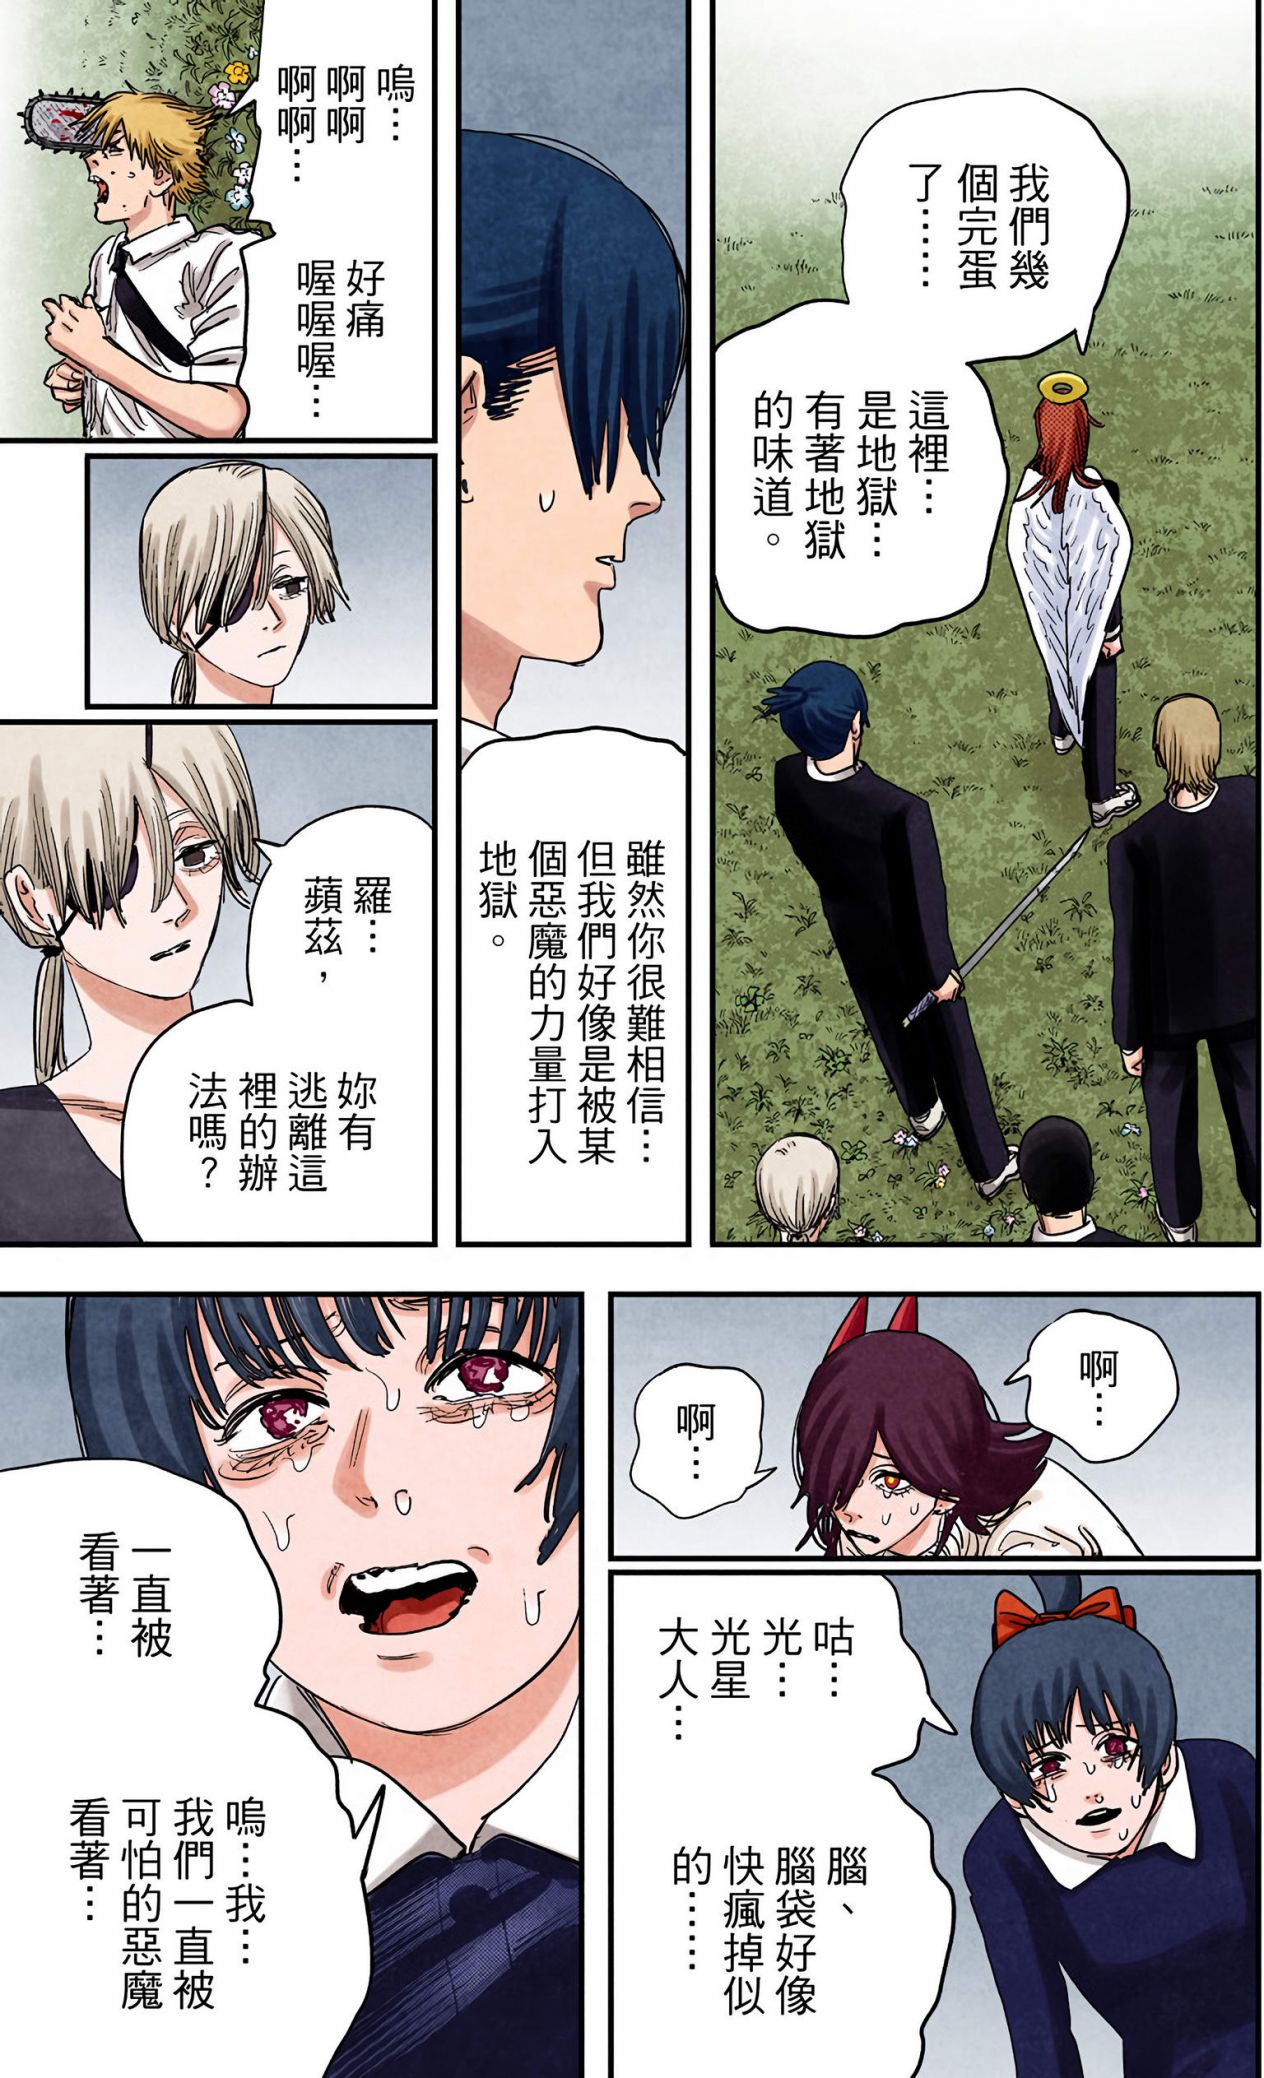 我們幾
個完蛋
了……
這裡…
是地獄…
有著地獄
的味道。
雖然你很難相信…
但我們好像是被某
個惡魔的力量打入
地獄。
嗚…
啊啊
啊啊…
好痛
喔喔喔…
羅…
蘋茲，
妳有
逃離這
裡的辦
法嗎？
啊…
啊…
咕…
光…
光星
大人…
腦、
腦袋好像
快瘋掉似
的……
一直被
看著…
嗚…我…
我們一直被
可怕的惡魔
看著…